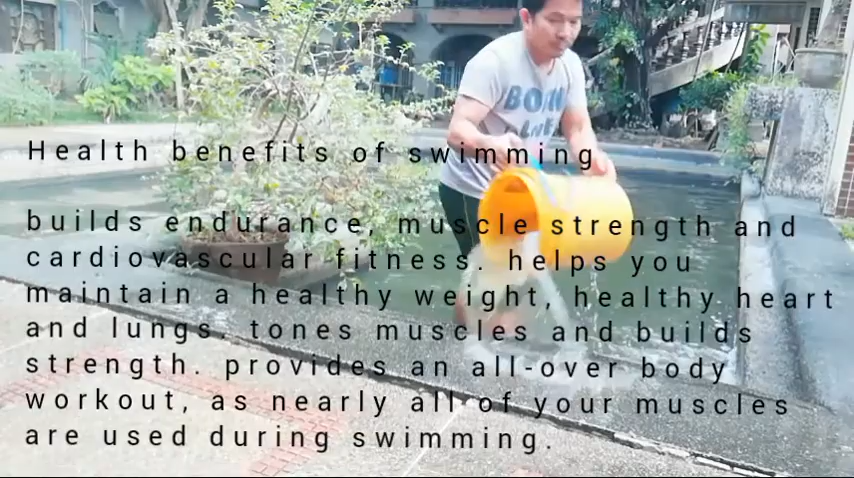 Health benefits of swimming
builds endurance, muscle strength and
cardiovascular fitness. helps you
maintain a healthy weight, healthy heart
and lungs. tones muscles and builds
strength. provides an all-over body
workout, as nearly all of your muscles
are used during swimming.